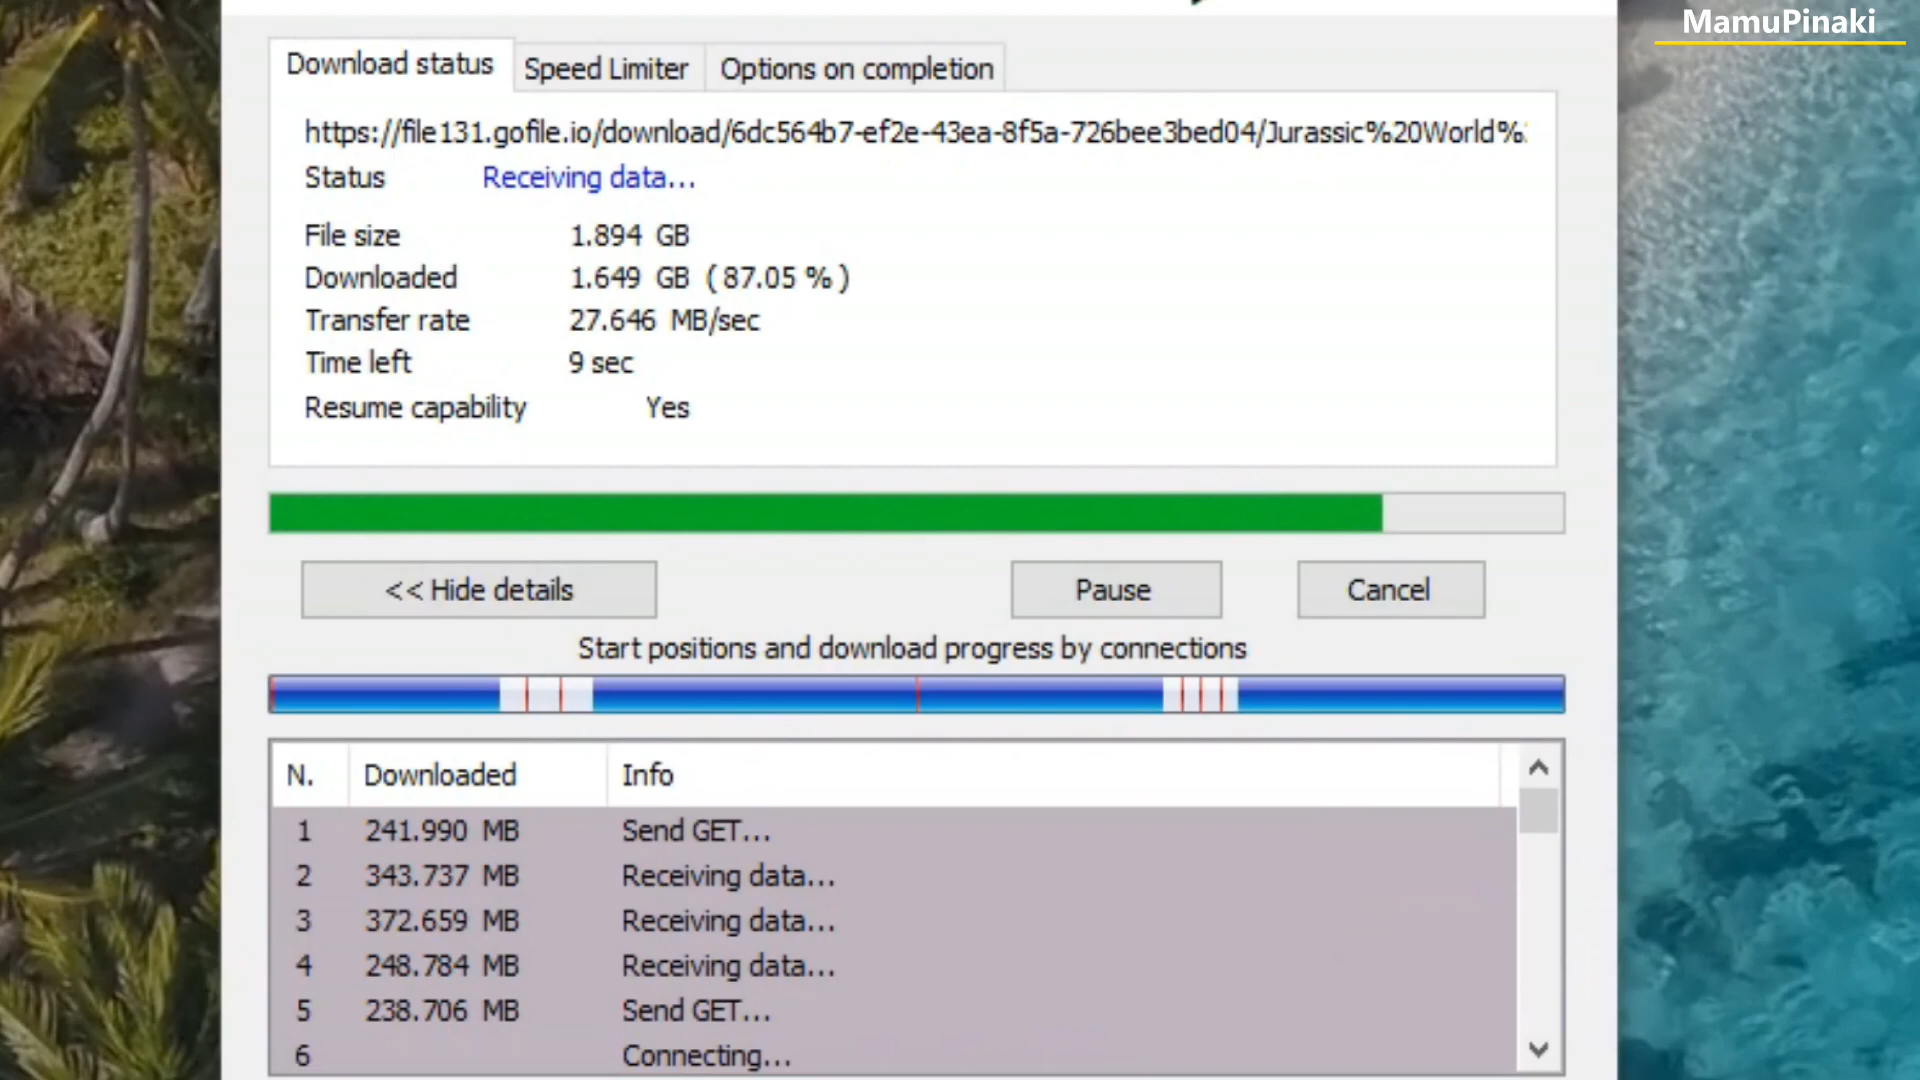 MamuPinaki
Download status Speed Limiter Options on completion
https://file131.gofile.io/download/6dc564b7-ef2e-43ea-8f5a-726bee3bed04/Jurassic%20World%
Status Receiving data...
File size 1.894 GB
Downloaded 1.649 GB ( 87.05 % )
Transfer rate 27.646 MB/sec
Time left 9 sec
Resume capability Yes
<< Hide details Pause Cancel
Start positions and download progress by connections
N. Downloaded Info
1 241.990 MB Send GET...
2 343.737 MB Receiving data...
3 372.659 MB Receiving data...
4 248.784 MB Receiving data...
5 238.706 MB Send GET...
6 Connecting...